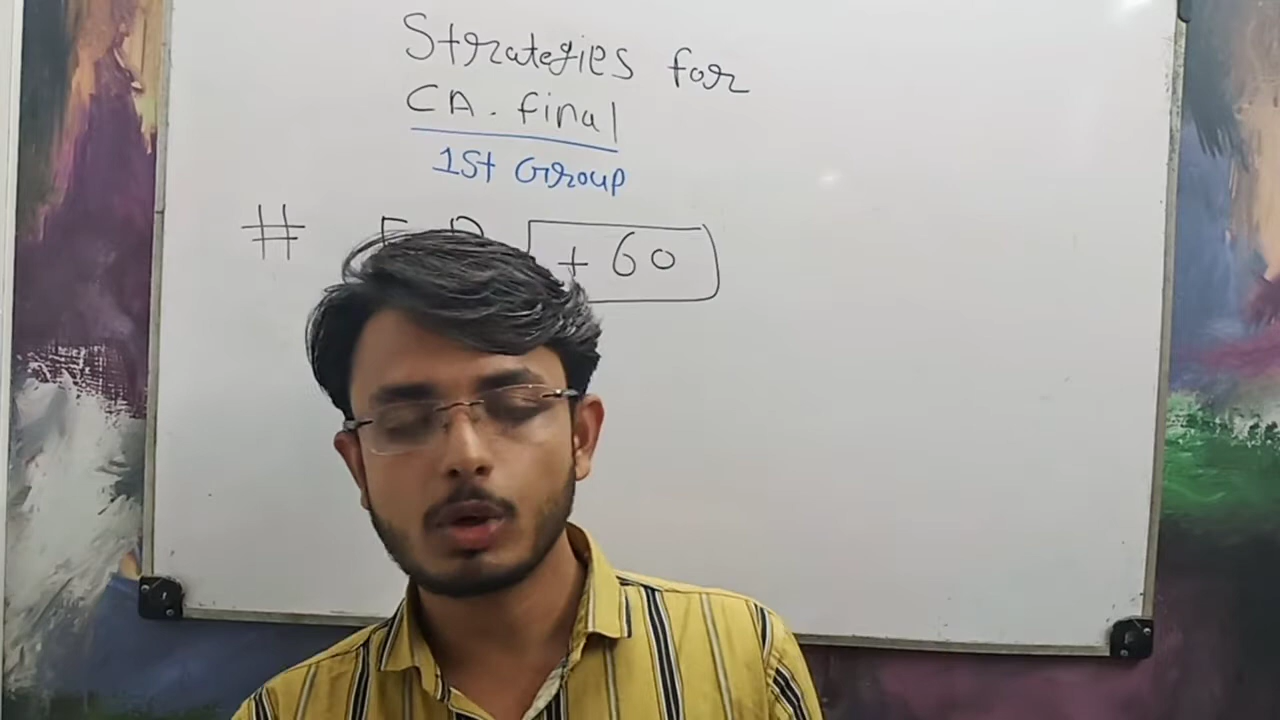 Strategies for
CA. final
1st Group
# + 60